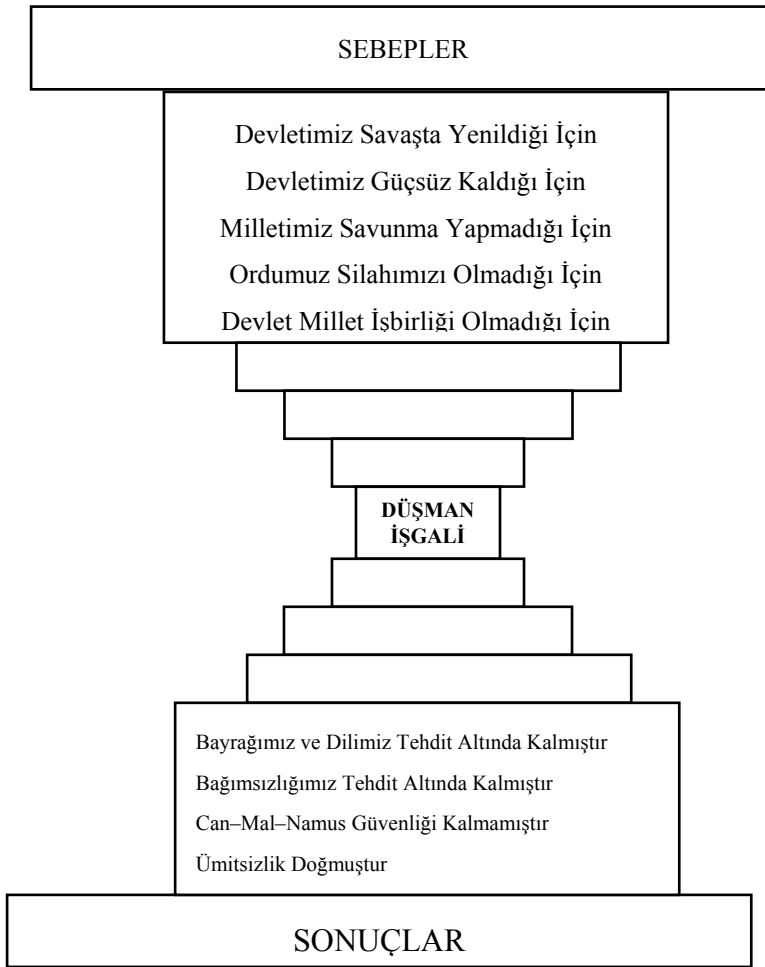 SEBEPLER
Devletimiz Savaşta Yenildiği İçin
Devletimiz Güçsüz Kaldığı İçin
Milletimiz Savunma Yapmadığı İçin
Ordumuz Silahımızı Olmadığı İçin
Devlet Millet İşbirliği Olmadığı İçin
DÜŞMAN
İŞGALİ
Bayrağımız ve Dilimiz Tehdit Altında Kalmıştır
Bağımsızlığımız Tehdit Altında Kalmıştır
Can–Mal–Namus Güvenliği Kalmamıştır
Ümitsizlik Doğmuştur
SONUÇLAR